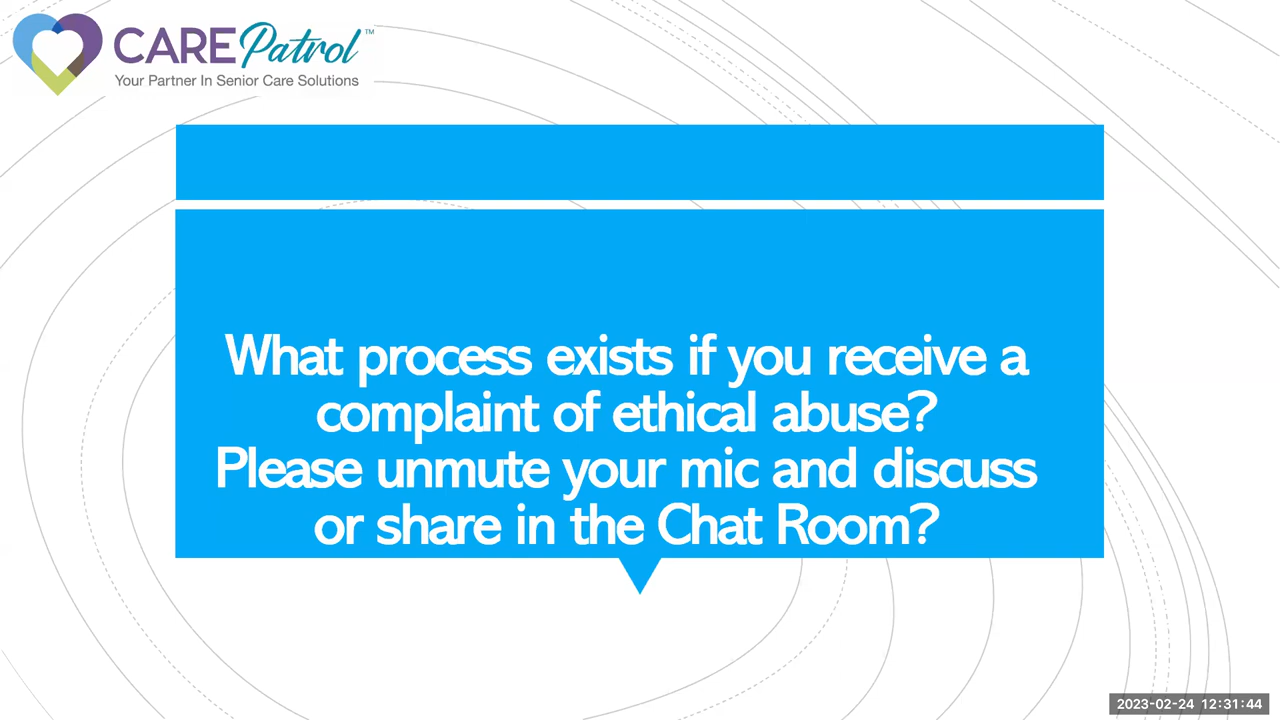 CAREPatrol™
Your Partner In Senior Care Solutions
What process exists if you receive a
complaint of ethical abuse?
Please unmute your mic and discuss
or share in the Chat Room?
2023-02-24 12:31:44